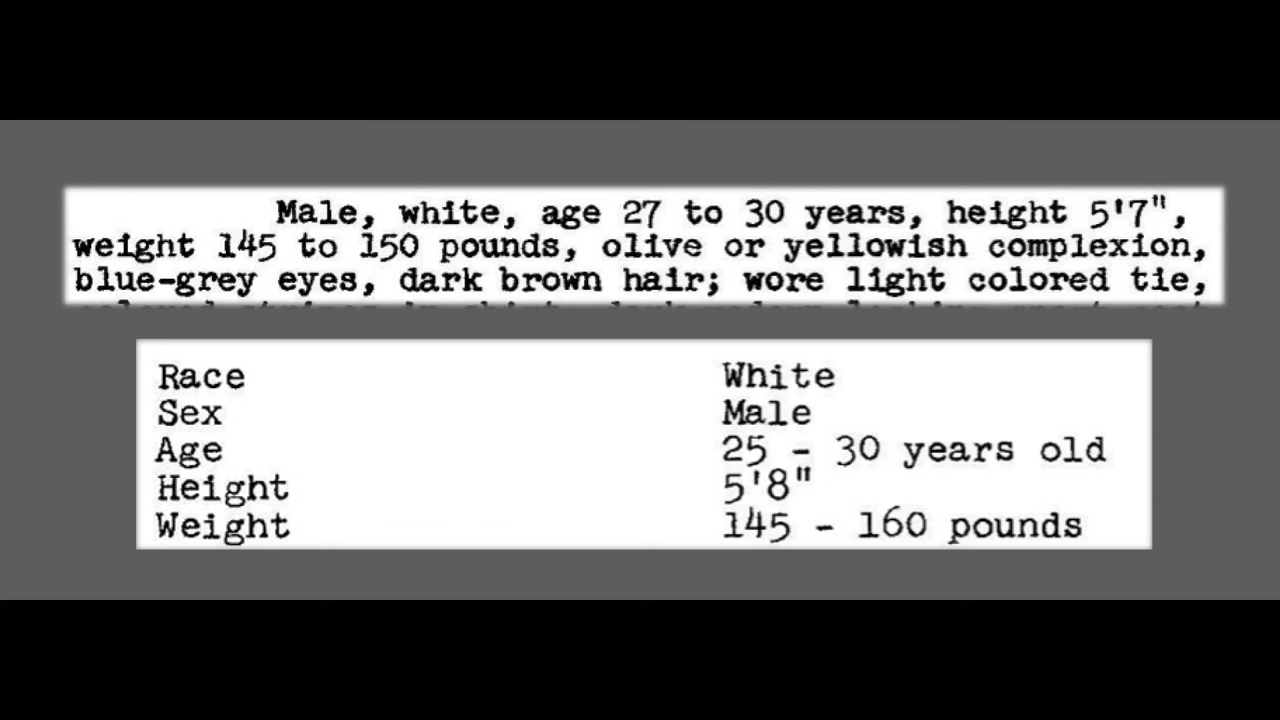 Male, white, age 27 to 30 years, height 5'7",
weight 145 to 150 pounds, olive or yellowish complexion,
blue-grey eyes, dark brown hair; wore light colored tie,
Race White
Sex Male
Age 25 - 30 years old
Height 5'8"
Weight 145 - 160 pounds